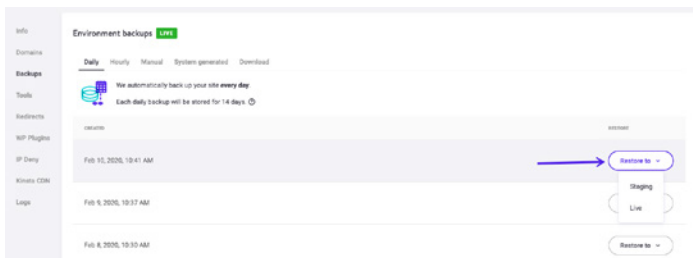 Info
Domains
Backups
Tools
Redirects
WP Plugins
IP Deny
Kinsta CDN
Logs
Environment backups LIVE
Daily Hourly Manual System generated Download
We automatically back up your site every day.
Each daily backup will be stored for 14 days.
CREATED RESTORE
Feb 10, 2020, 10:41 AM Restore to
Staging
Live
Feb 9, 2020, 10:37 AM
Feb 8, 2020, 10:30 AM Restore to